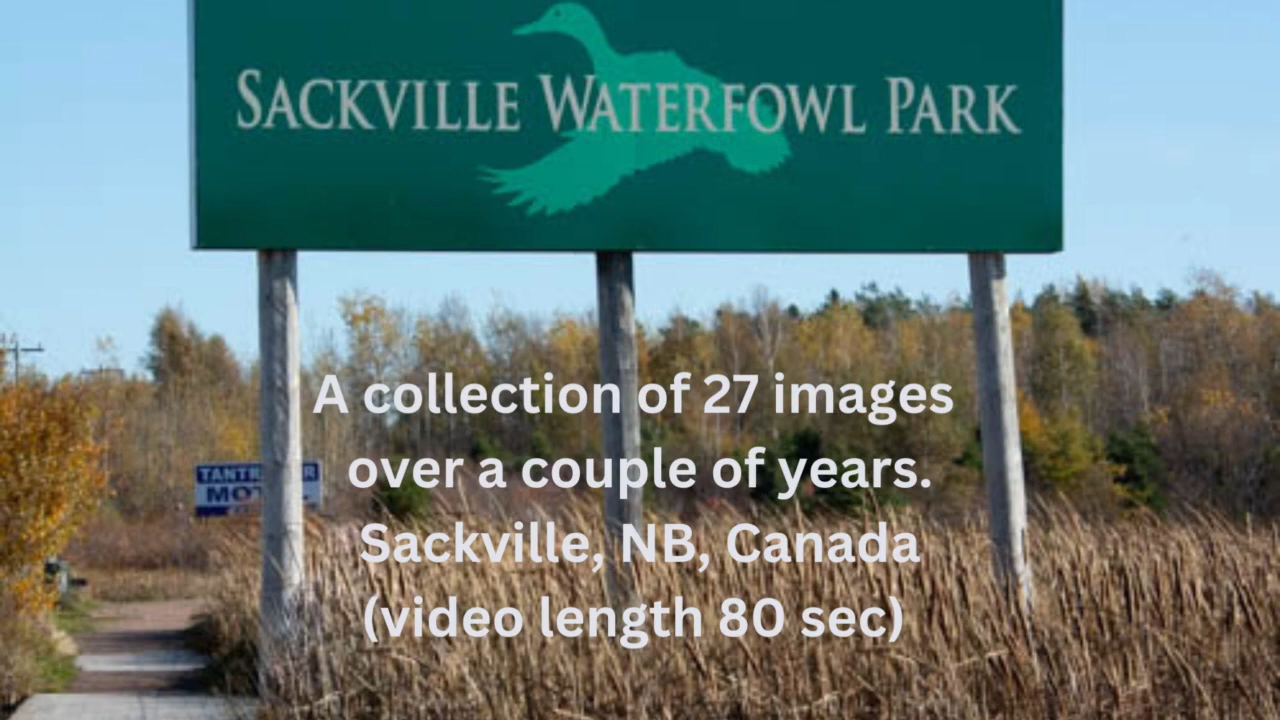 SACKVILLE WATERFOWL PARK
A collection of 27 images
over a couple of years.
Sackville, NB, Canada
(video length 80 sec)